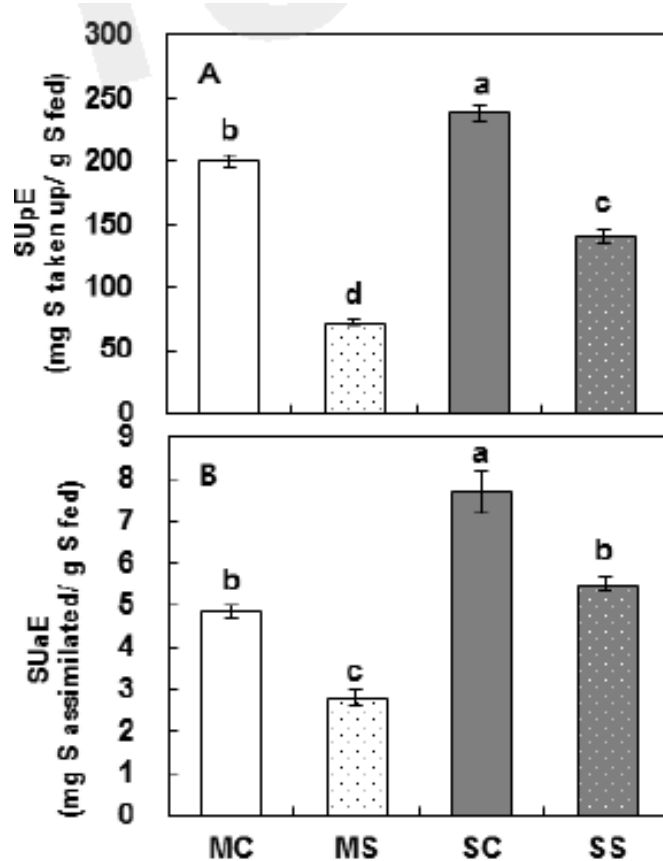 300
250
200
150
100
50
0
SUpE
(mg S taken up/ g S fed)
A
b
d
a
c
9
8
7
6
5
4
3
2
1
0
SUaE
(mg S assimilated/ g S fed)
B
b
c
a
b
MC MS SC SS